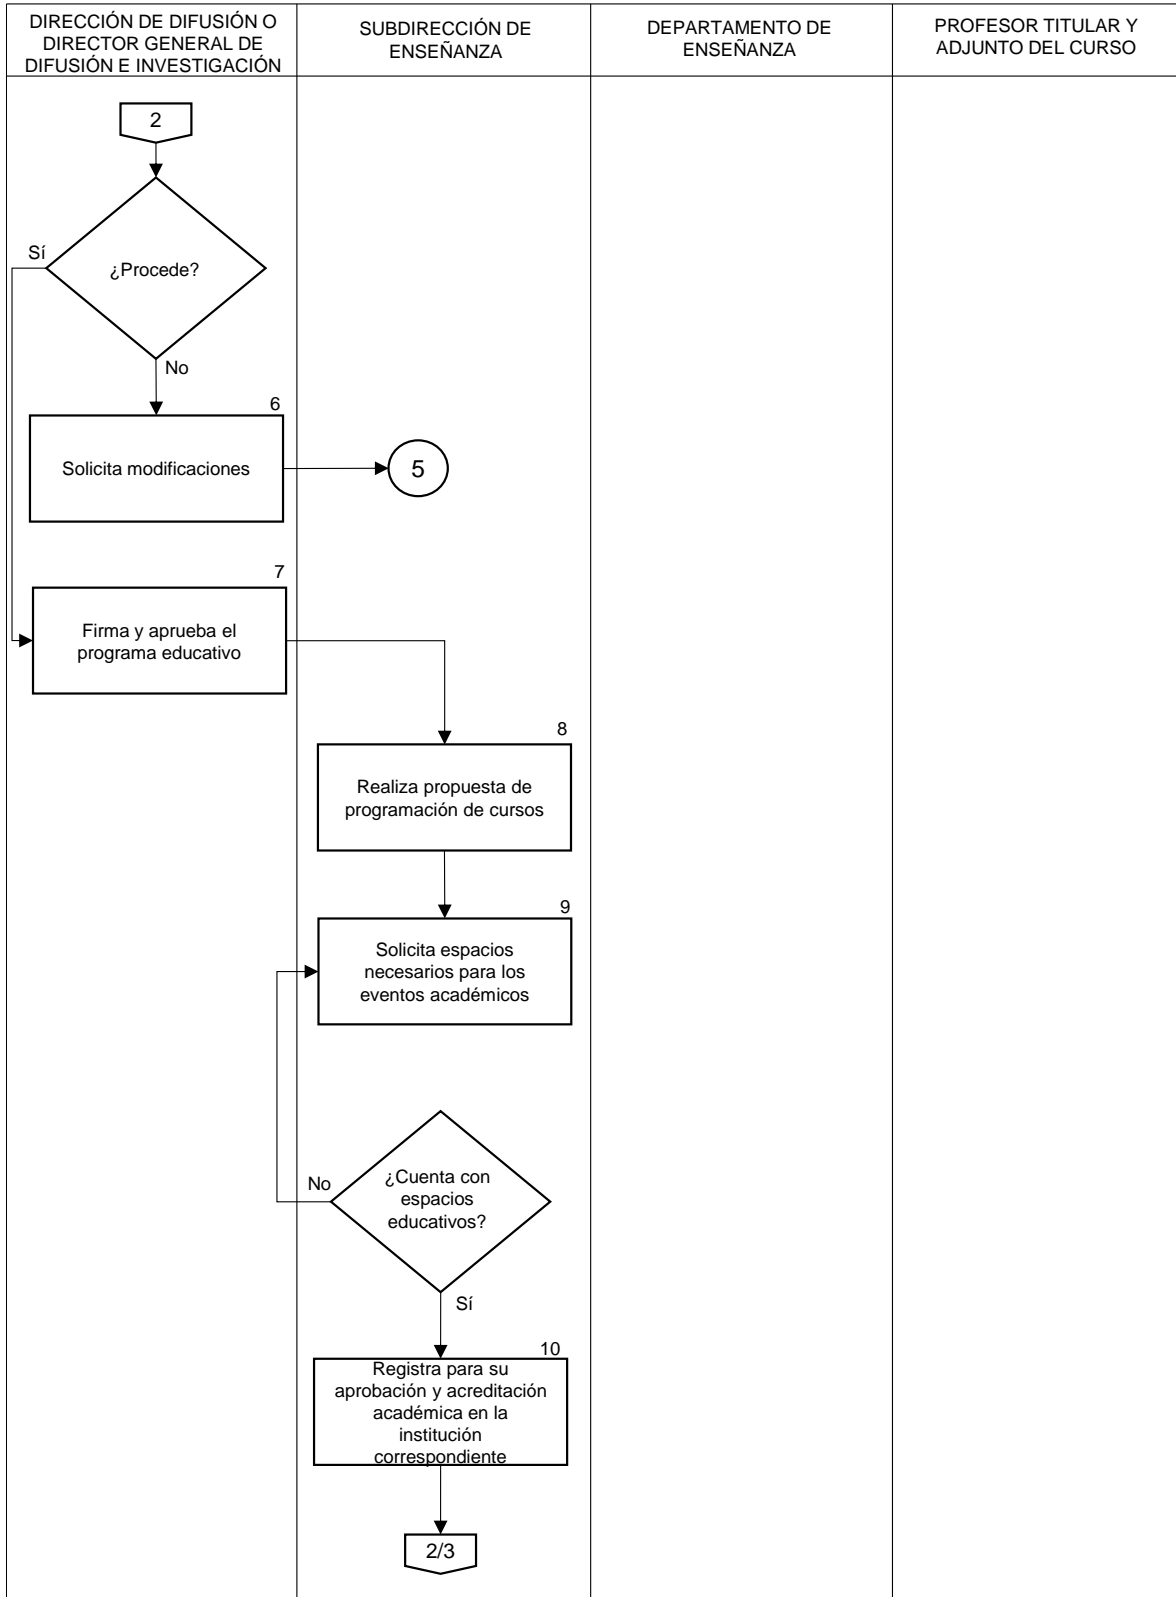 DIRECCIÓN DE DIFUSIÓN O
DIRECTOR GENERAL DE
DIFUSIÓN E INVESTIGACIÓN
SUBDIRECCIÓN DE
ENSEÑANZA
DEPARTAMENTO DE
ENSEÑANZA
PROFESOR TITULAR Y
ADJUNTO DEL CURSO
2
Sí
¿Procede?
No
6
Solicita modificaciones
5
7
Firma y aprueba el
programa educativo
8
Realiza propuesta de
programación de cursos
9
Solicita espacios
necesarios para los
eventos académicos
No
¿Cuenta con
espacios
educativos?
Sí
10
Registra para su
aprobación y acreditación
académica en la
institución
correspondiente
2/3